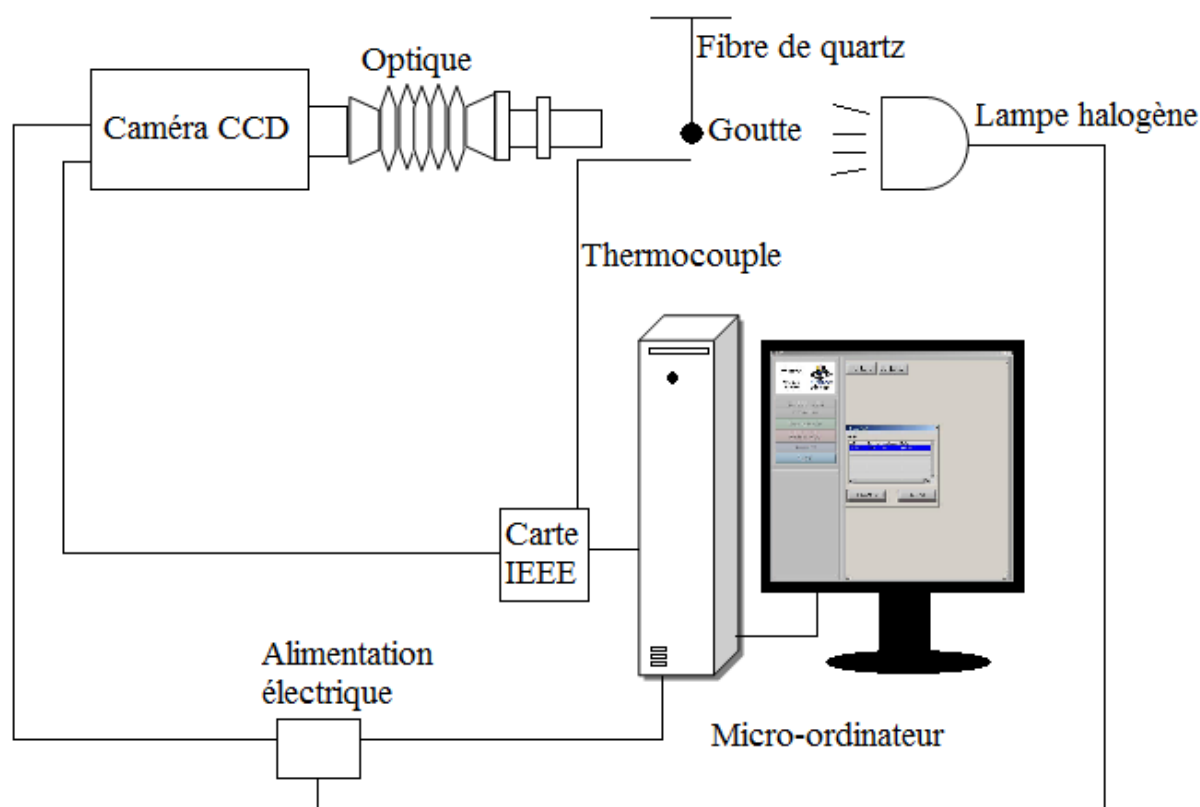 Fibre de quartz
Optique
Caméra CCD
Goutte
Lampe halogène
Thermocouple
Carte
IEEE
Alimentation
électrique
Micro-ordinateur